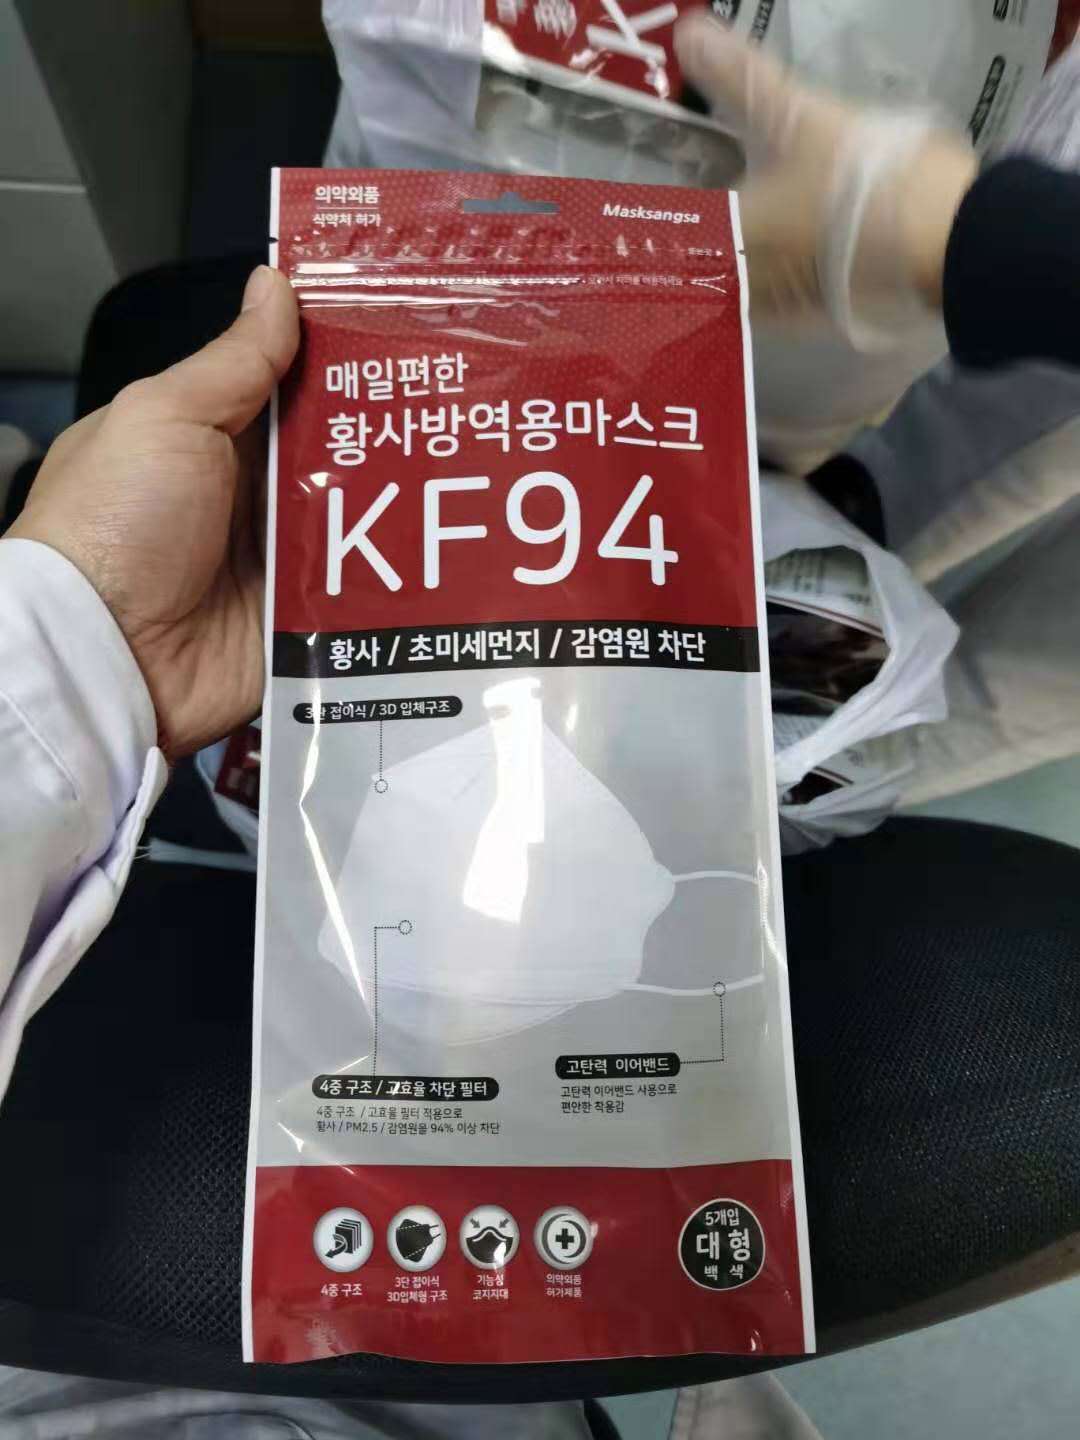 의약외품
식약처 허가
Masksangsa
매일편한
황사방역용마스크
KF94
황사 / 초미세먼지 / 감염원 차단
3단 접이식 / 3D 입체구조
고탄력 이어밴드
고탄력 이어밴드 사용으로
편안한 착용감
4중 구조 / 고효율 차단 필터
4중 구조 / 고효율 필터 적용으로
황사 / PM2.5 / 감염원을 94% 이상 차단
4중 구조
3단 접이식
3D입체형 구조
기능성
코지지대
의약외품
허가제품
5개입
대형
백색
K